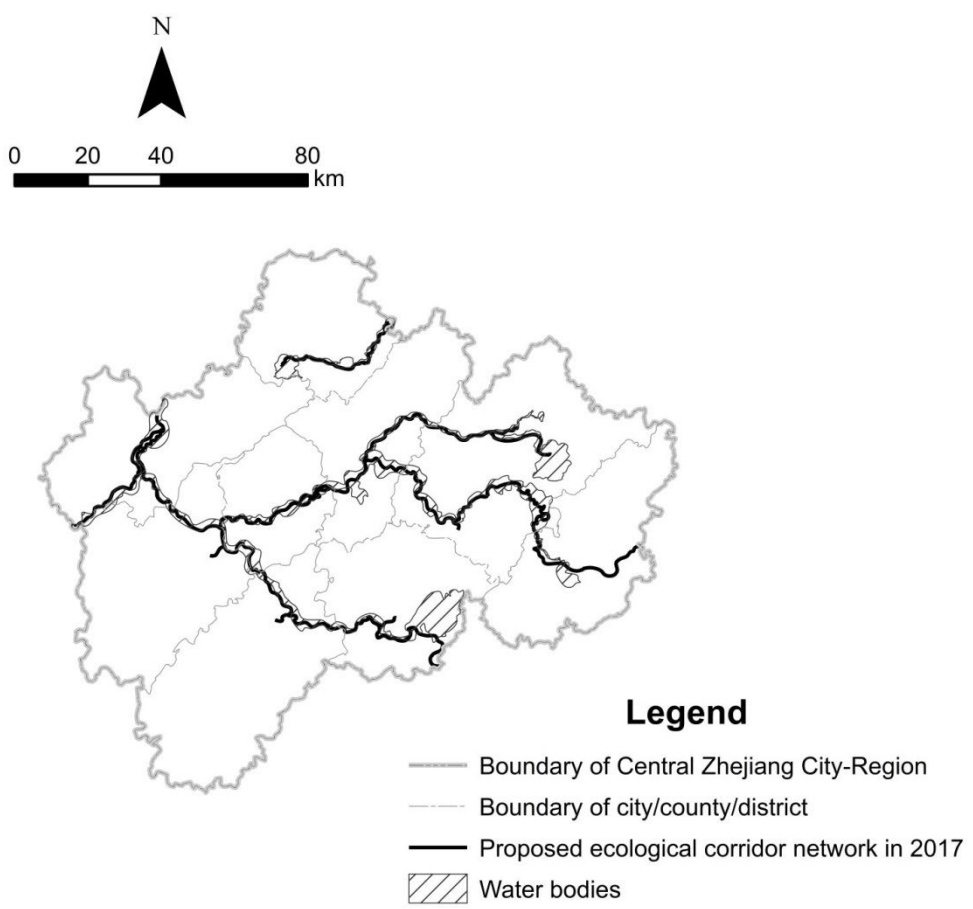 N
0 20 40 80
km
Legend
Boundary of Central Zhejiang City-Region
Boundary of city/county/district
Proposed ecological corridor network in 2017
Water bodies